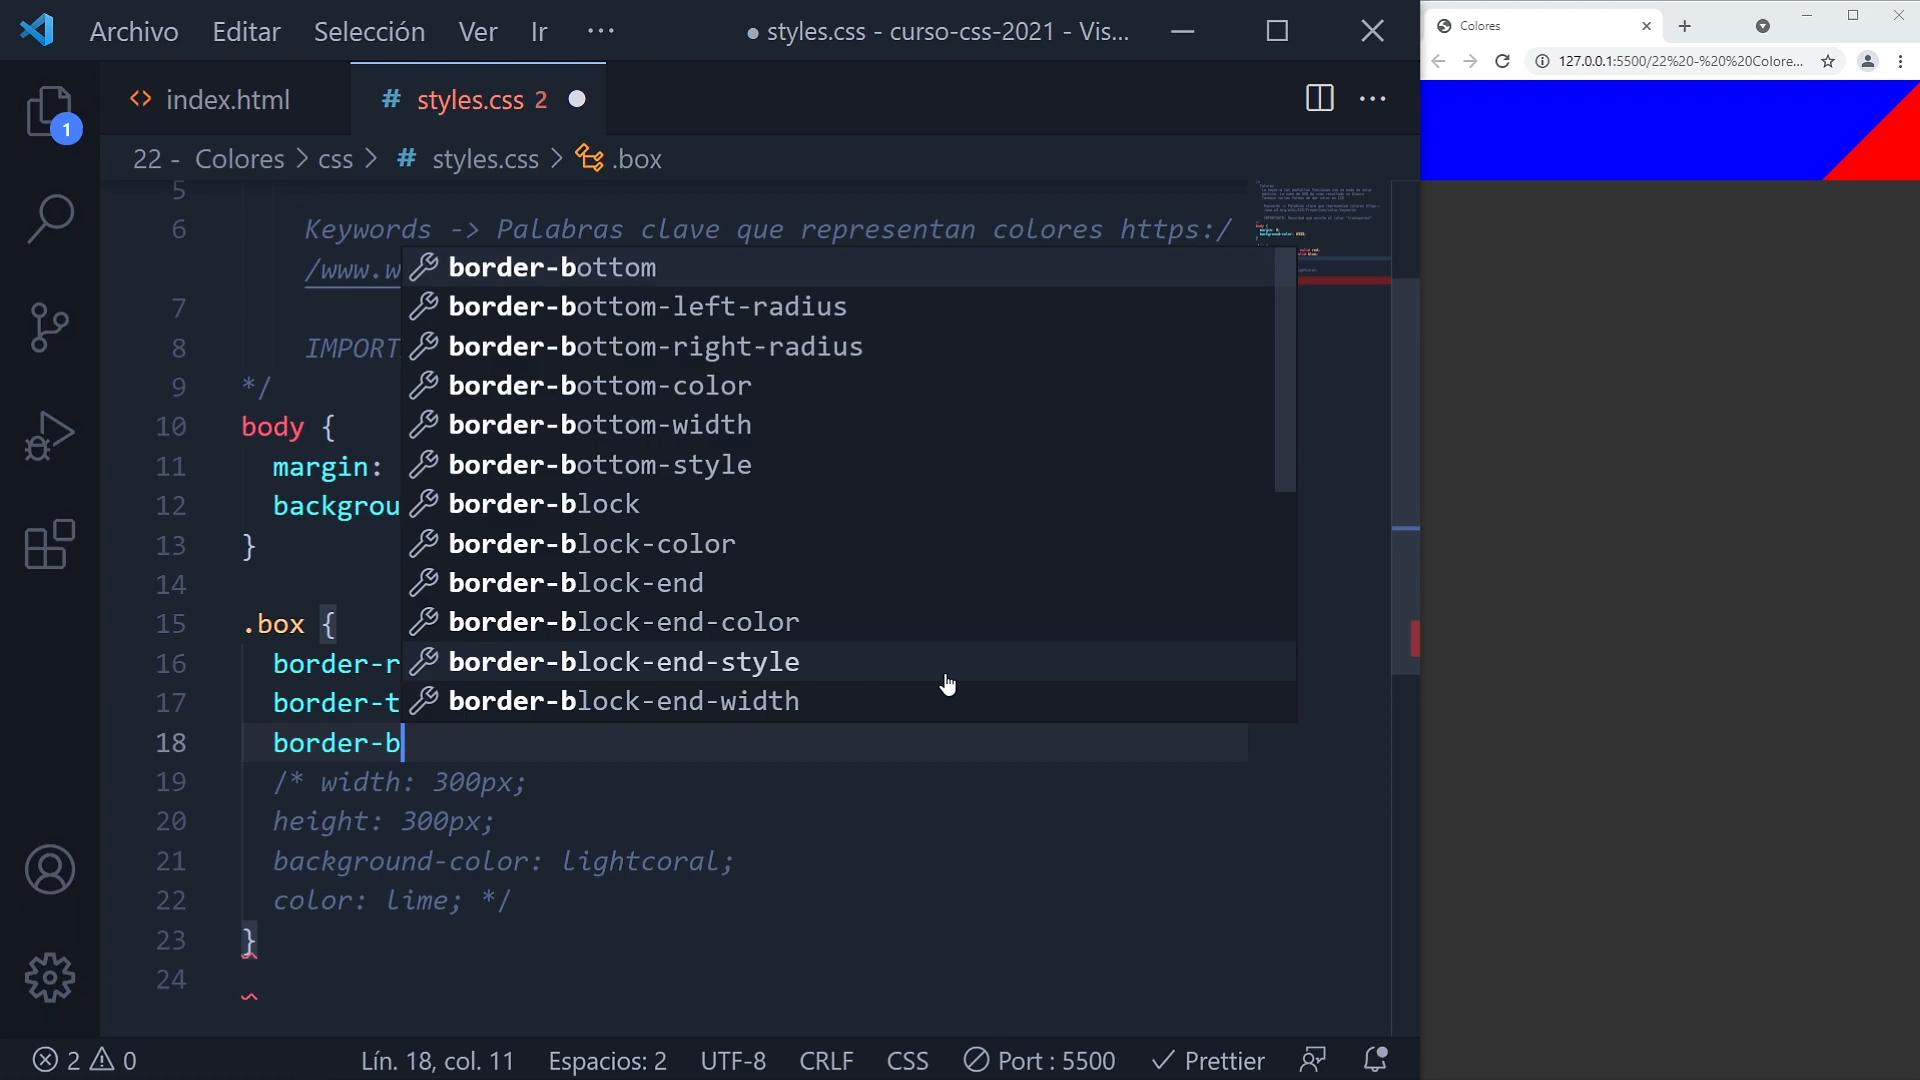 Archivo Editar Selección Ver Ir ··· ● styles.css - curso-css-2021 - Vis...
Colores
127.0.0.1:5500/22%20-%20%20Colore...
1
<> index.html # styles.css 2
22 - Colores > css > # styles.css > .box
5
6 Keywords -> Palabras clave que representan colores https:/
/www.w
7
8 IMPORT
9 */
10 body {
11 margin:
12 backgrou
13 }
14
15 .box {
16 border-r
17 border-t
18 border-b
19 /* width: 300px;
20 height: 300px;
21 background-color: lightcoral;
22 color: lime; */
23 }
24
border-bottom
border-bottom-left-radius
border-bottom-right-radius
border-bottom-color
border-bottom-width
border-bottom-style
border-block
border-block-color
border-block-end
border-block-end-color
border-block-end-style
border-block-end-width
2 0 Lín. 18, col. 11 Espacios: 2 UTF-8 CRLF CSS Port : 5500 Prettier